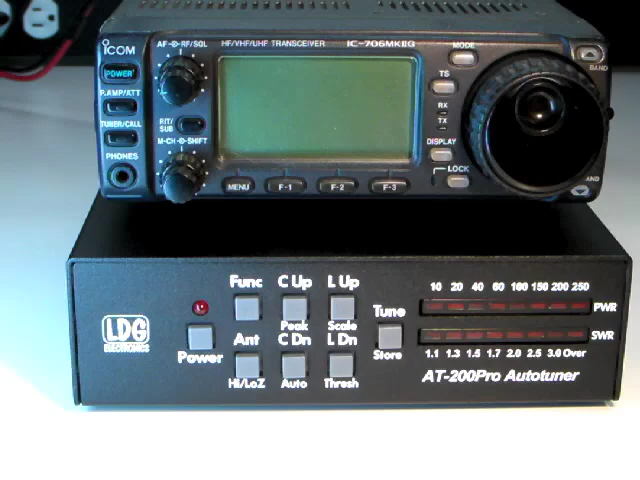 ICOM
AF-⊙-RF/SQL
HF/VHF/UHF TRANSCEIVER
IC-706MKIIG
MODE
BAND
POWER
TS
P.AMP/ATT
RX
TX
RIT/
SUB
TUNER/CALL
DISPLAY
M-CH-⊙-SHIFT
PHONES
LOCK
MENU
F-1
F-2
F-3
AND
Func
C Up
L Up
10 20 40 60 100 150 200 250
PWR
Peak
Scale
Tune
LDG
ELECTRONICS
Power
Ant
C Dn
L Dn
Store
SWR
1.1 1.3 1.5 1.7 2.0 2.5 3.0 Over
Hi/LoZ
Auto
Thresh
AT-200Pro Autotuner